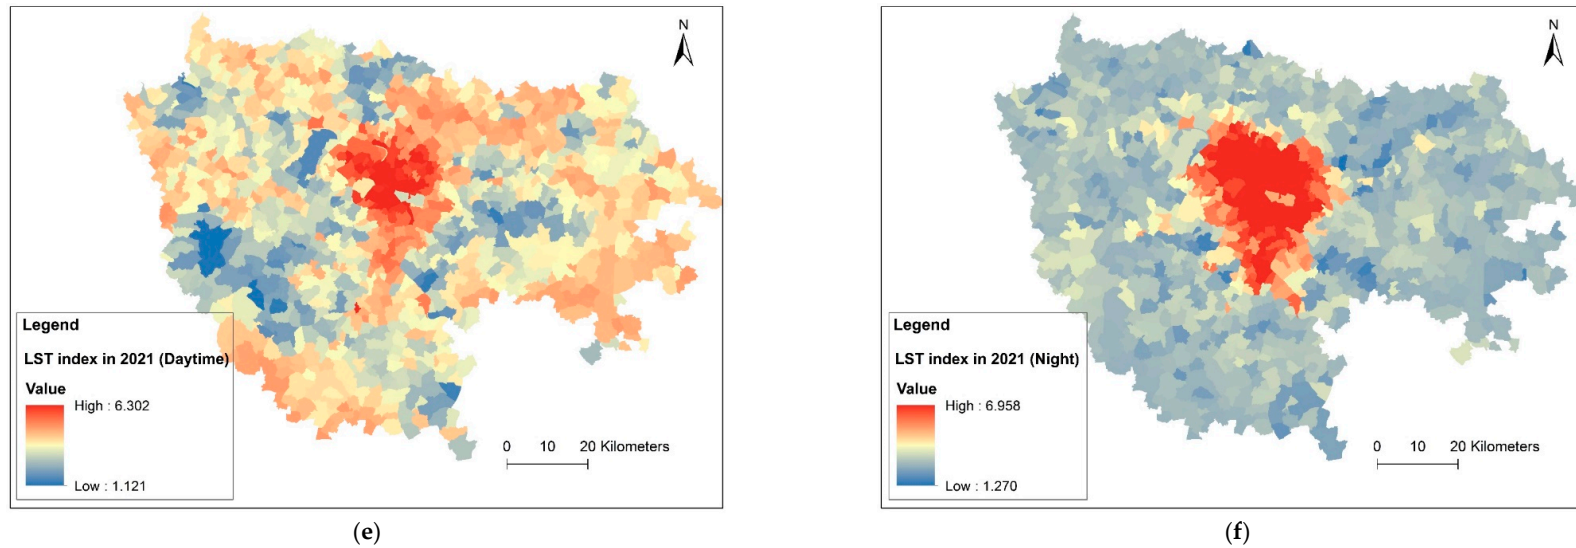 N
Legend
LST index in 2021 (Daytime)
Value
High : 6.302
Low : 1.121
0 10 20 Kilometers
(e)
N
Legend
LST index in 2021 (Night)
Value
High : 6.958
Low : 1.270
0 10 20 Kilometers
(f)